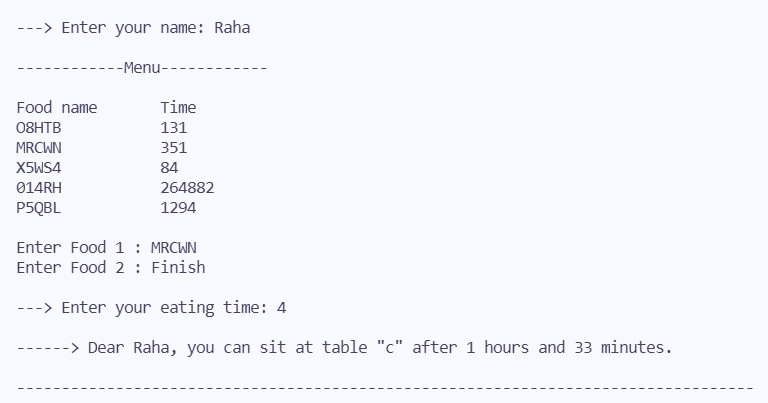 ---> Enter your name: Raha
------------Menu------------
Food name       Time
O8HTB           131
MRCWN           351
X5WS4           84
014RH           264882
P5QBL           1294
Enter Food 1 : MRCWN
Enter Food 2 : Finish
---> Enter your eating time: 4
------> Dear Raha, you can sit at table "c" after 1 hours and 33 minutes.
----------------------------------------------------------------------------------